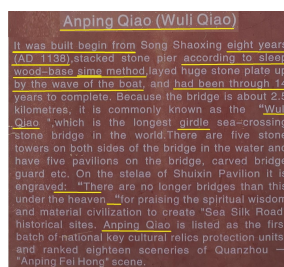 Anping Qiao (Wuli Qiao)
It was built begin from Song Shaoxing eight years
(AD 1138),stacked stone pier according to sleep
wood-base sime method,layed huge stone plate up
by the wave of the boat, and had been through 14
years to complete. Because the bridge is about 2.5
kilometres, it is commonly known as the "Wuli
Qiao ",which is the longest girdle sea-crossing
stone bridge in the world.There are five stone
towers on both sides of the bridge in the water and
have five pavilions on the bridge, carved bridge
guard etc. On the stelae of Shuixin Pavilion it is
engraved: "There are no longer bridges than this
under the heaven "for praising the spiritual wisdom
and material civilization to create "Sea Silk Road"
historical sites. Anping Qiao is listed as the first
batch of national key cultural relics protection units
and ranked eighteen sceneries of Quanzhou —
"Anping Fei Hong" scene.